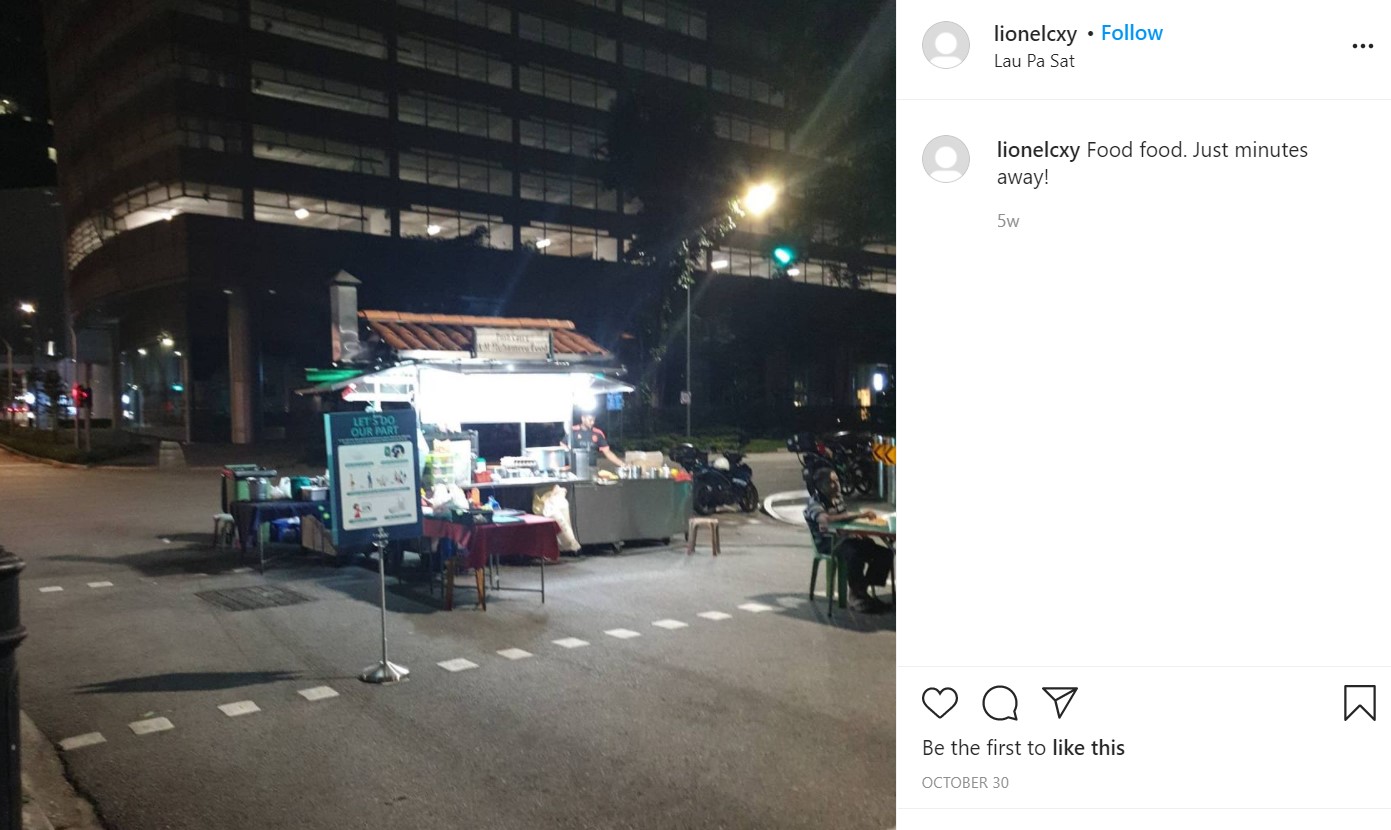 lionelcxy • Follow
Lau Pa Sat
lionelcxy Food food. Just minutes
away!
5w
LET'S DO
OUR PART
Be the first to like this
OCTOBER 30